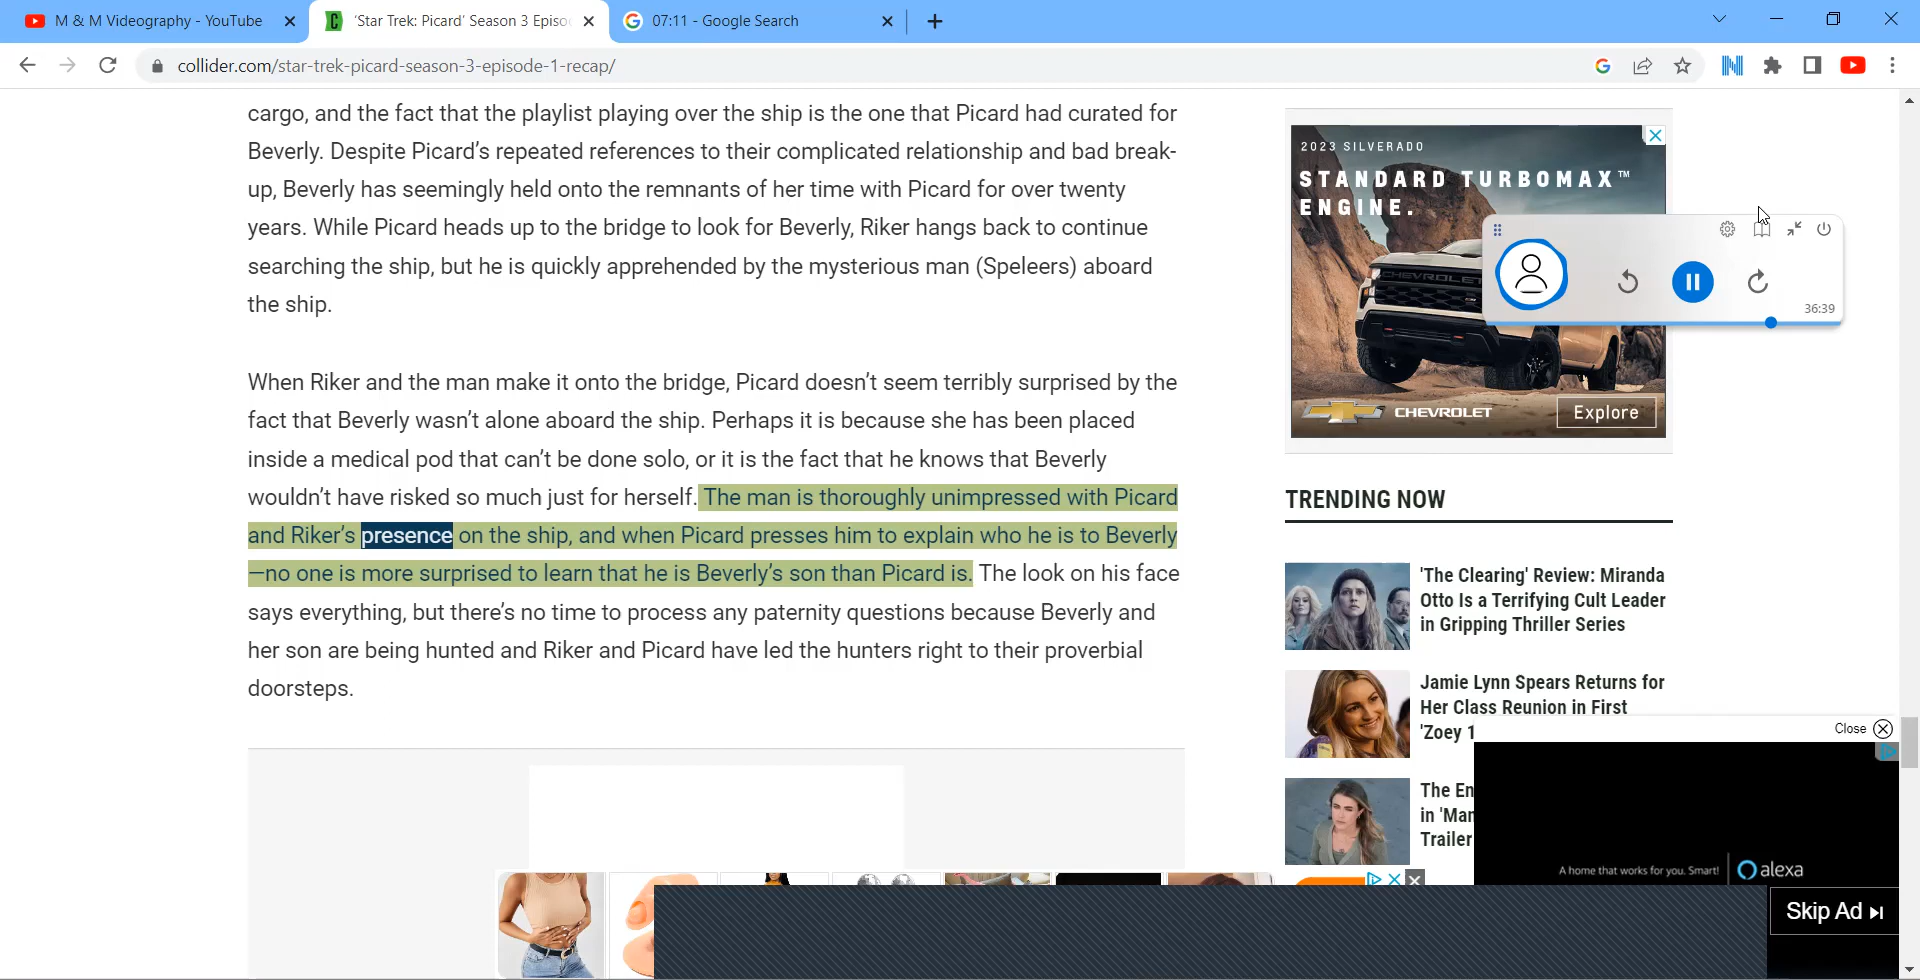 M & M Videography - YouTube
'Star Trek: Picard' Season 3 Episo
07:11 - Google Search
collider.com/star-trek-picard-season-3-episode-1-recap/
cargo, and the fact that the playlist playing over the ship is the one that Picard had curated for
Beverly. Despite Picard's repeated references to their complicated relationship and bad break-
up, Beverly has seemingly held onto the remnants of her time with Picard for over twenty
years. While Picard heads up to the bridge to look for Beverly, Riker hangs back to continue
searching the ship, but he is quickly apprehended by the mysterious man (Speleers) aboard
the ship.
When Riker and the man make it onto the bridge, Picard doesn't seem terribly surprised by the
fact that Beverly wasn't alone aboard the ship. Perhaps it is because she has been placed
inside a medical pod that can't be done solo, or it is the fact that he knows that Beverly
wouldn't have risked so much just for herself. The man is thoroughly unimpressed with Picard
and Riker's presence on the ship, and when Picard presses him to explain who he is to Beverly
—no one is more surprised to learn that he is Beverly's son than Picard is. The look on his face
says everything, but there's no time to process any paternity questions because Beverly and
her son are being hunted and Riker and Picard have led the hunters right to their proverbial
doorsteps.
2023 SILVERADO
STANDARD TURBOMAX™
ENGINE.
CHEVROLET
CHEVROLET
Explore
36:39
TRENDING NOW
'The Clearing' Review: Miranda
Otto Is a Terrifying Cult Leader
in Gripping Thriller Series
Jamie Lynn Spears Returns for
Her Class Reunion in First
'Zoey 1
The En
in 'Mar
Trailer
Close
A home that works for you. Smart!
alexa
Skip Ad